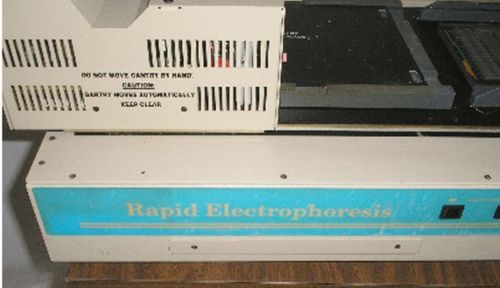 DO NOT MOVE GANTRY BY HAND.
CAUTION:
GANTRY MOVES AUTOMATICALLY
KEEP CLEAR
Rapid Electrophoresis